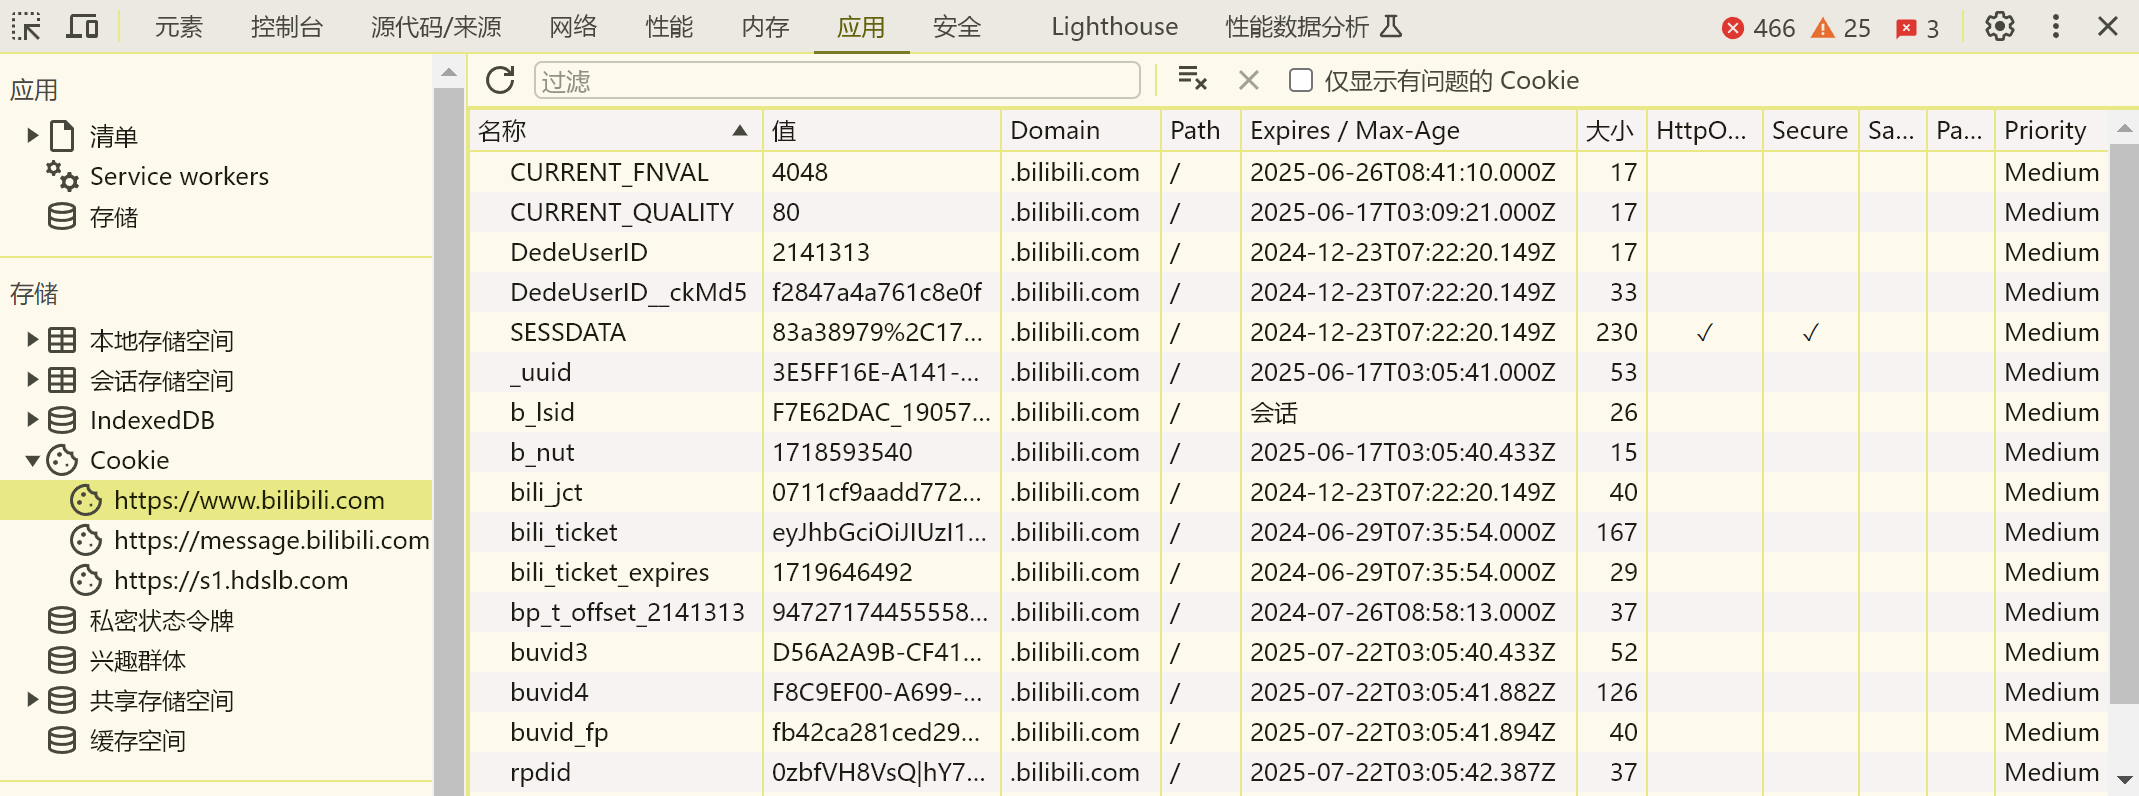 元素 控制台 源代码/来源 网络 性能 内存 应用 安全 Lighthouse 性能数据分析 466 25 3
应用
清单
Service workers
存储
存储
本地存储空间
会话存储空间
IndexedDB
Cookie
https://www.bilibili.com
https://message.bilibili.com
https://s1.hdslb.com
私密状态令牌
兴趣群体
共享存储空间
缓存空间
过滤 仅显示有问题的 Cookie
名称 值 Domain Path Expires / Max-Age 大小 HttpO... Secure Sa... Pa... Priority
CURRENT_FNVAL 4048 .bilibili.com / 2025-06-26T08:41:10.000Z 17 Medium
CURRENT_QUALITY 80 .bilibili.com / 2025-06-17T03:09:21.000Z 17 Medium
DedeUserID 2141313 .bilibili.com / 2024-12-23T07:22:20.149Z 17 Medium
DedeUserID__ckMd5 f2847a4a761c8e0f .bilibili.com / 2024-12-23T07:22:20.149Z 33 Medium
SESSDATA 83a38979%2C17... .bilibili.com / 2024-12-23T07:22:20.149Z 230 ✓ ✓ Medium
_uuid 3E5FF16E-A141-... .bilibili.com / 2025-06-17T03:05:41.000Z 53 Medium
b_lsid F7E62DAC_19057... .bilibili.com / 会话 26 Medium
b_nut 1718593540 .bilibili.com / 2025-06-17T03:05:40.433Z 15 Medium
bili_jct 0711cf9aadd772... .bilibili.com / 2024-12-23T07:22:20.149Z 40 Medium
bili_ticket eyJhbGciOiJIUzI1... .bilibili.com / 2024-06-29T07:35:54.000Z 167 Medium
bili_ticket_expires 1719646492 .bilibili.com / 2024-06-29T07:35:54.000Z 29 Medium
bp_t_offset_2141313 94727174455558... .bilibili.com / 2024-07-26T08:58:13.000Z 37 Medium
buvid3 D56A2A9B-CF41... .bilibili.com / 2025-07-22T03:05:40.433Z 52 Medium
buvid4 F8C9EF00-A699-... .bilibili.com / 2025-07-22T03:05:41.882Z 126 Medium
buvid_fp fb42ca281ced29... .bilibili.com / 2025-07-22T03:05:41.894Z 40 Medium
rpdid 0zbfVH8VsQ|hY7... .bilibili.com / 2025-07-22T03:05:42.387Z 37 Medium